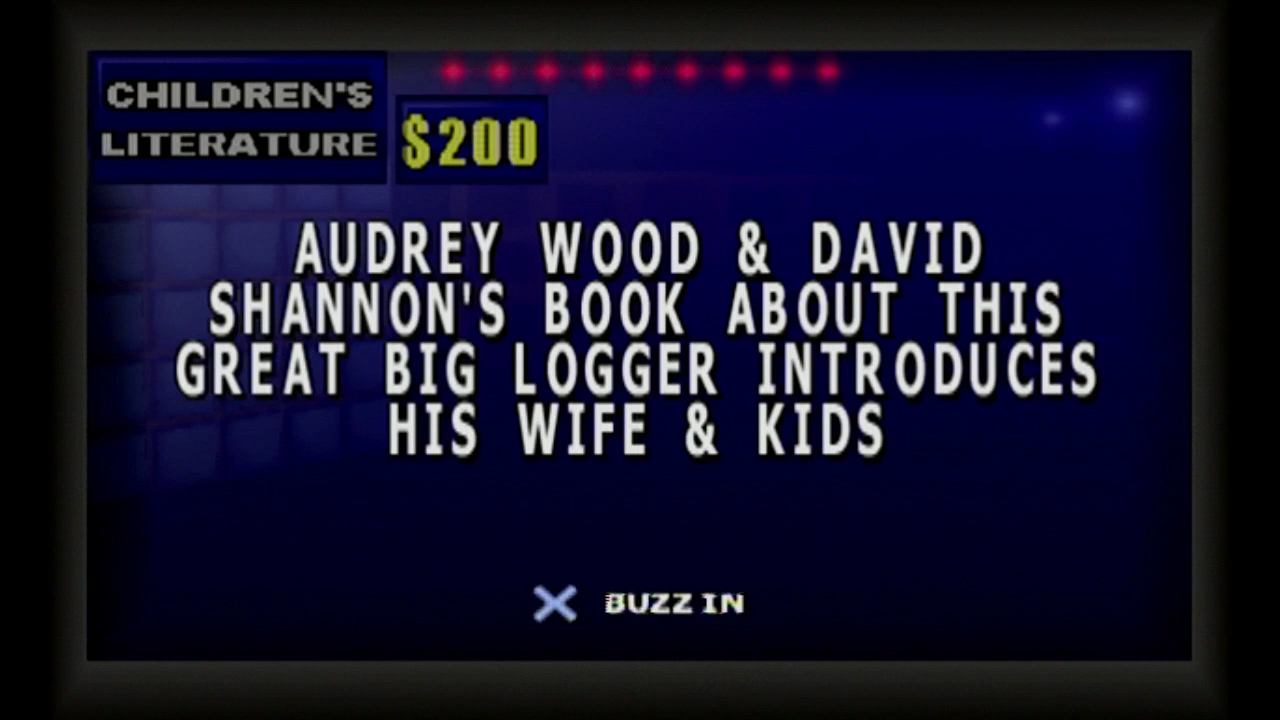 CHILDREN'S
LITERATURE
$200
AUDREY WOOD & DAVID
SHANNON'S BOOK ABOUT THIS
GREAT BIG LOGGER INTRODUCES
HIS WIFE & KIDS
BUZZ IN